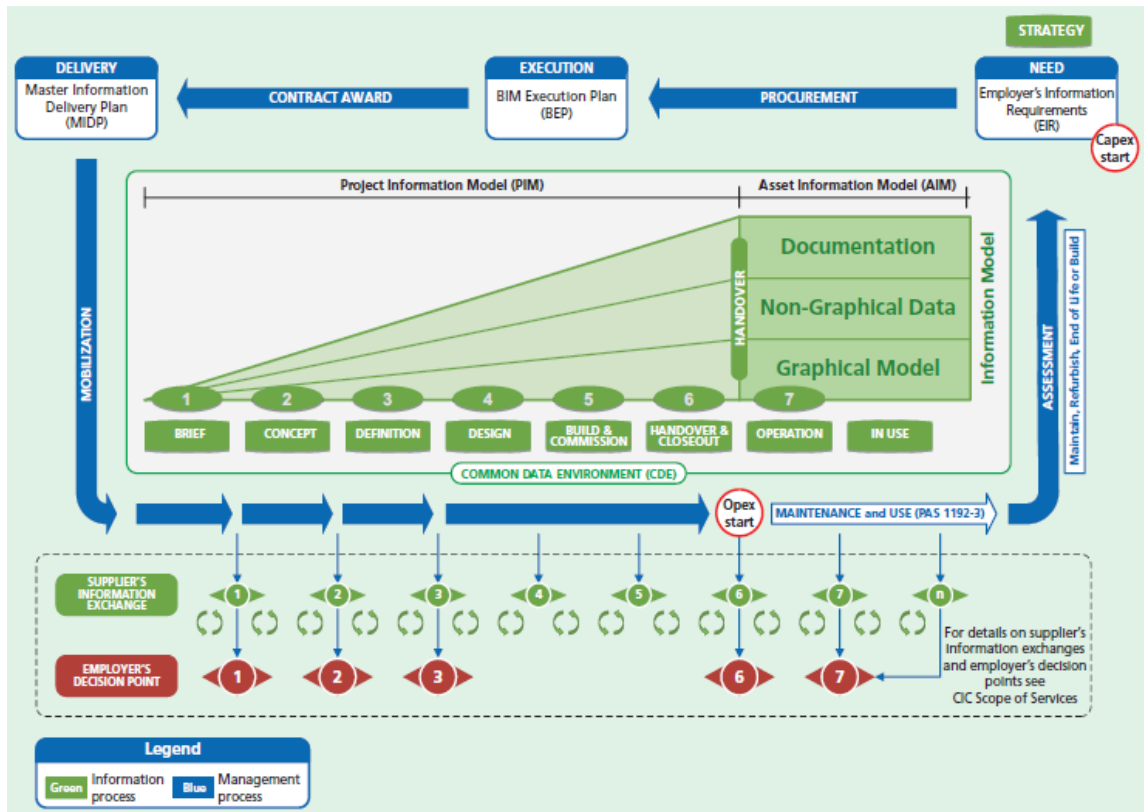 STRATEGY
DELIVERY
Master Information
Delivery Plan
(MIDP)
CONTRACT AWARD
EXECUTION
BIM Execution Plan
(BEP)
PROCUREMENT
NEED
Employer's Information
Requirements
(EIR)
Capex
start
Project Information Model (PIM)
Asset Information Model (AIM)
Documentation
Non-Graphical Data
Graphical Model
HANDOVER
Information Model
MOBILIZATION
ASSESSMENT
Maintain, Refurbish, End of Life or Build
1
2
3
4
5
6
7
BRIEF
CONCEPT
DEFINITION
DESIGN
BUILD &
COMMISSION
HANDOVER &
CLOSEOUT
OPERATION
IN USE
COMMON DATA ENVIRONMENT (CDE)
Opex
start
MAINTENANCE and USE (PAS 1192-3)
SUPPLIER'S
INFORMATION
EXCHANGE
1
2
3
4
5
6
7
n
For details on supplier's
information exchanges
and employer's decision
points see
CIC Scope of Services
EMPLOYER'S
DECISION POINT
1
2
3
6
7
Legend
Green
Information
process
Blue
Management
process